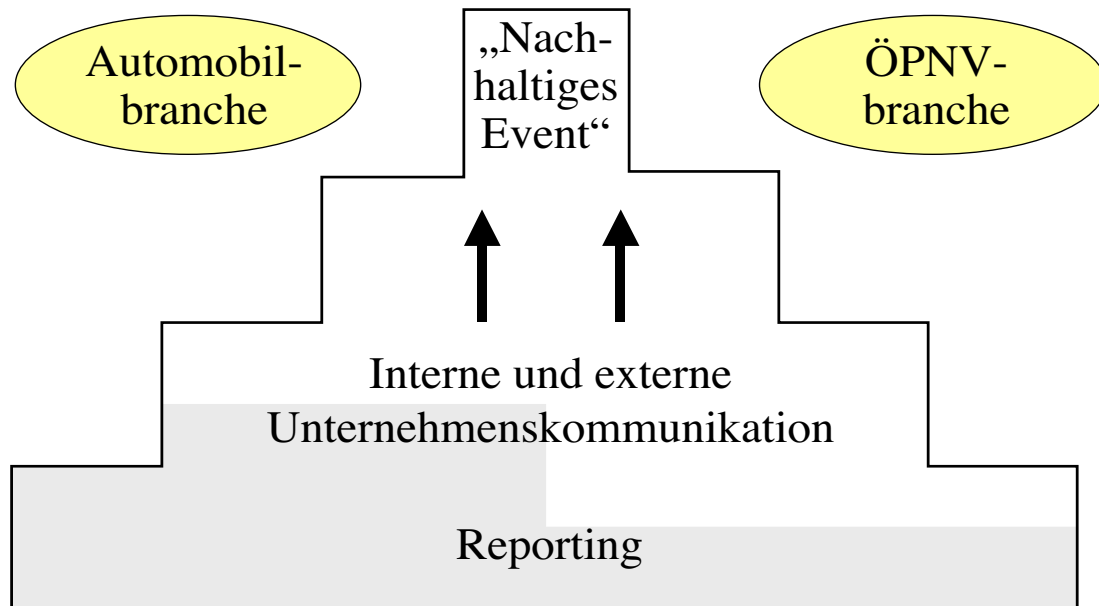 Automobil-
branche
„Nach-
haltiges
Event“
ÖPNV-
branche
Interne und externe
Unternehmenskommunikation
Reporting